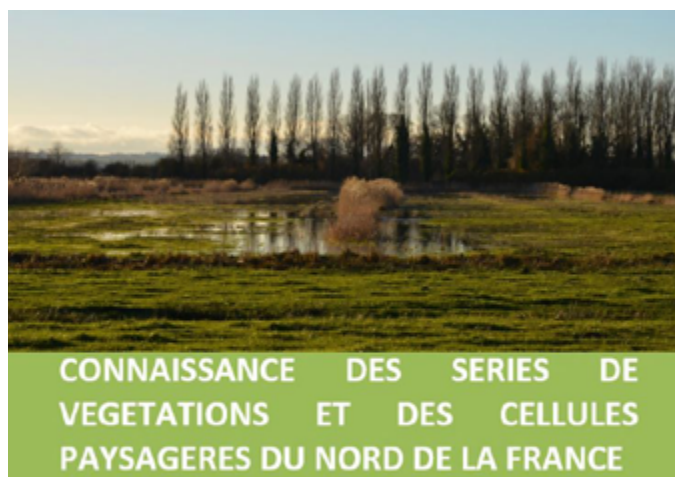 CONNAISSANCE DES SERIES DE
VEGETATIONS ET DES CELLULES
PAYSAGERES DU NORD DE LA FRANCE